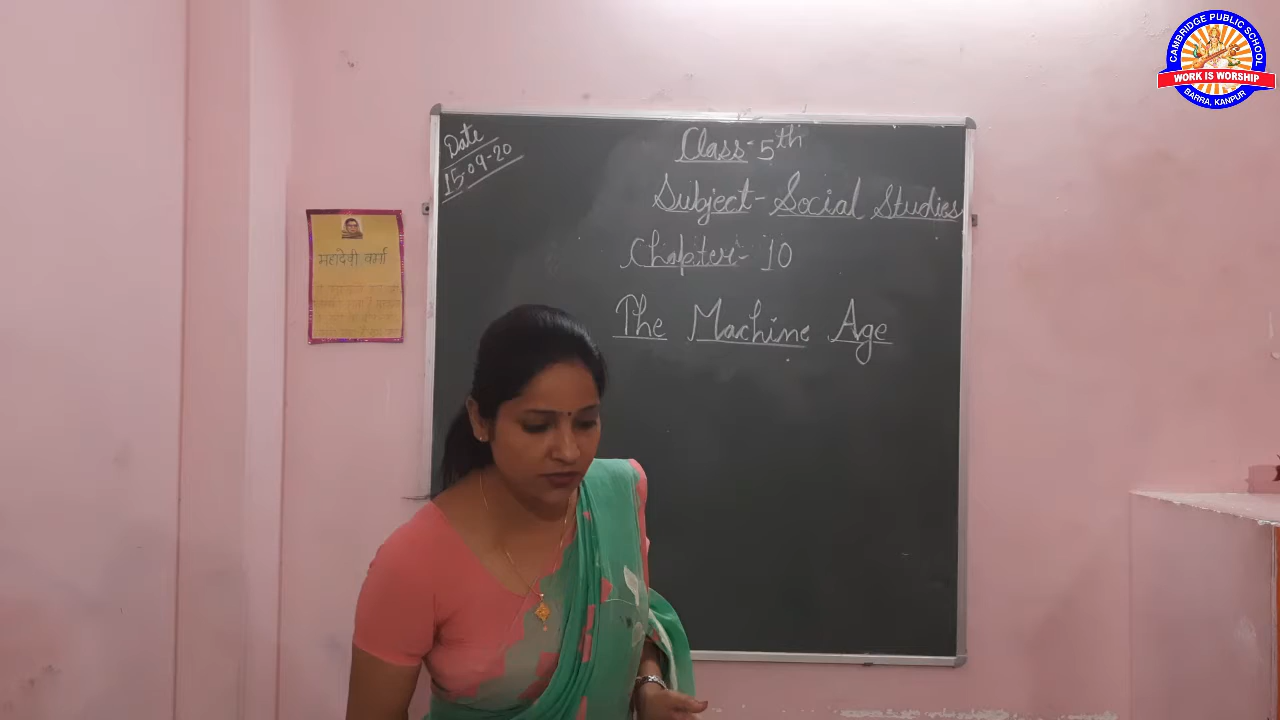 Date
15-09-20
Class-5th
Subject-Social Studies
Chapter-10
The Machine Age
महादेवी वर्मा
CAMBRIDGE PUBLIC SCHOOL
WORK IS WORSHIP
BARRA, KANPUR